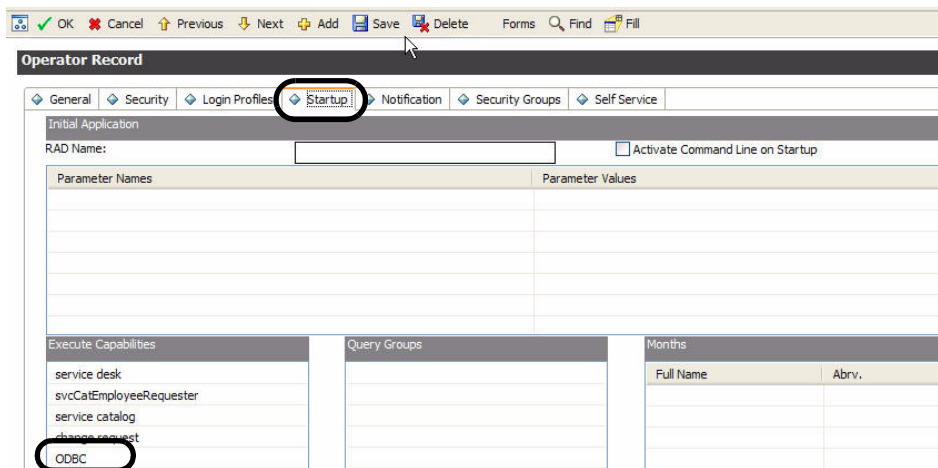 OK Cancel Previous Next Add Save Delete Forms Find Fill
Operator Record
General Security Login Profiles Startup Notification Security Groups Self Service
Initial Application
RAD Name: Activate Command Line on Startup
Parameter Names Parameter Values
Execute Capabilities Query Groups Months
service desk Full Name Abrv.
svcCatEmployeeRequester
service catalog
change request
ODBC